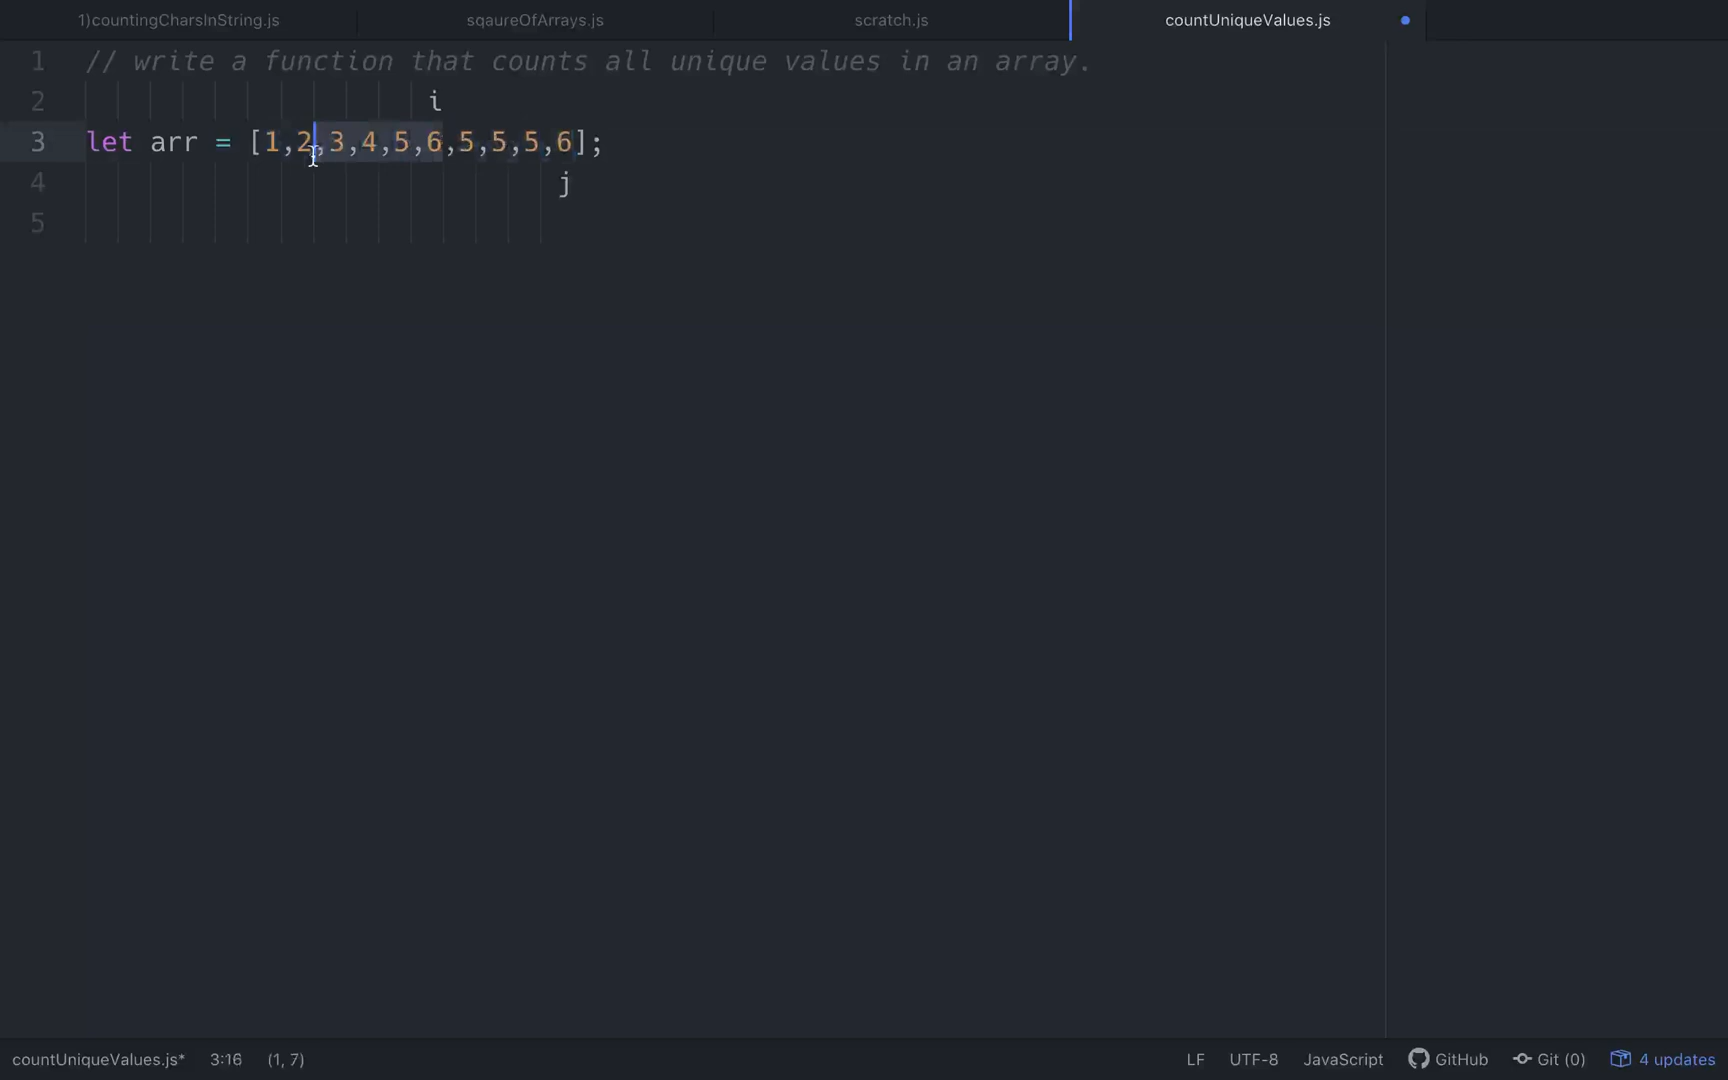 1)countingCharsInString.js sqaureOfArrays.js scratch.js countUniqueValues.js
1 // write a function that counts all unique values in an array.
2 i
3 let arr = [1,2,3,4,5,6,5,5,5,6];
4 j
5
countUniqueValues.js* 3:16 (1, 7) LF UTF-8 JavaScript GitHub Git (0) 4 updates